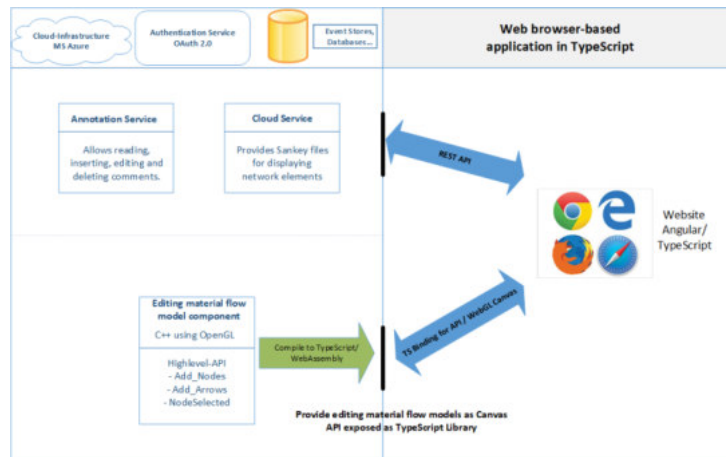 Cloud-Infrastructure
MS Azure
Authentication Service
OAuth 2.0
Event Stores,
Databases...
Web browser-based
application in TypeScript
Annotation Service
Allows reading,
inserting, editing and
deleting comments.
Cloud Service
Provides Sankey files
for displaying
network elements
REST API
Website
Angular/
TypeScript
Editing material flow
model component
C++ using OpenGL
Highlevel-API
- Add_Nodes
- Add_Arrows
- NodeSelected
Compile to TypeScript/
WebAssembly
TS Binding for API / WebGL Canvas
Provide editing material flow models as Canvas
API exposed as TypeScript Library